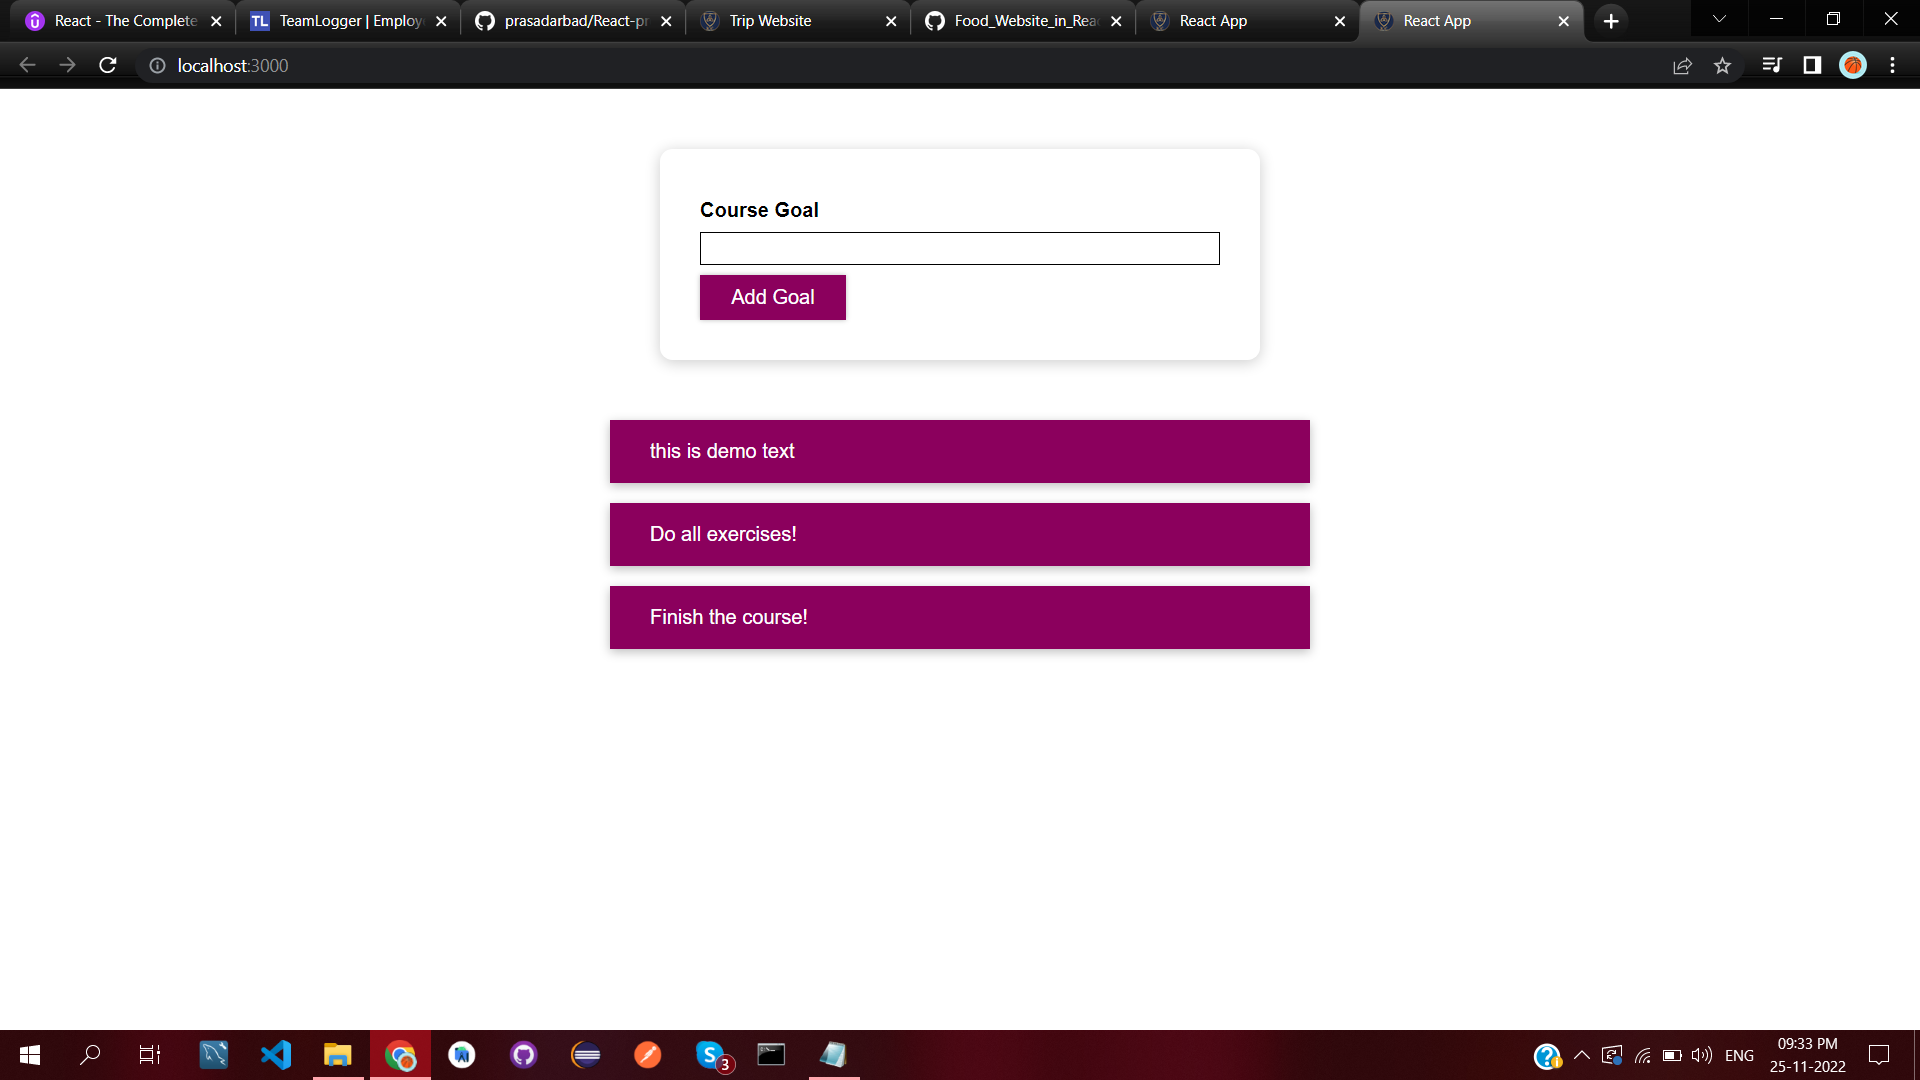 React - The Complete
TL TeamLogger | Employ
prasadarbad/React-pr
Trip Website
Food_Website_in_Rea
React App
React App
localhost:3000
Course Goal
Add Goal
this is demo text
Do all exercises!
Finish the course!
S 3
ENG
09:33 PM
25-11-2022